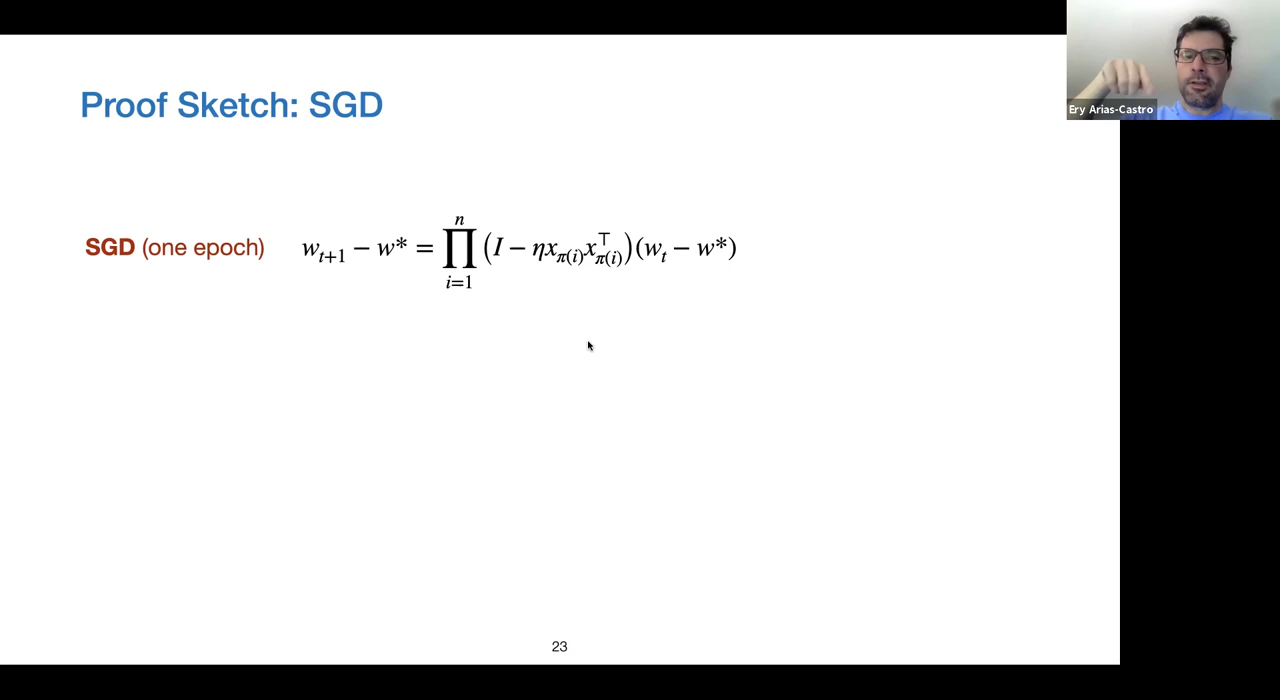 Proof Sketch: SGD
Ery Arias-Castro
SGD (one epoch) w_{t+1} − w* = ∏_{i=1}^{n} (I − ηx_{π(i)}x_{π(i)}^⊤)(w_t − w*)
23